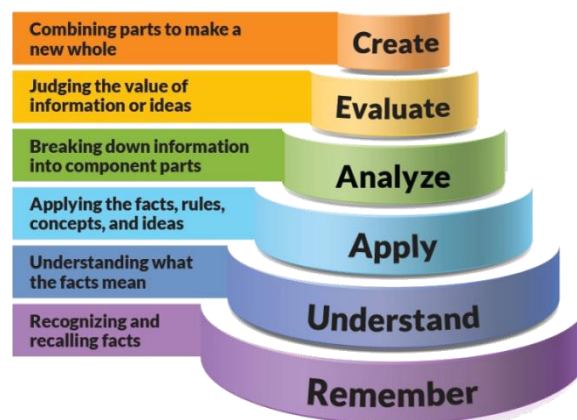 Combining parts to make a
new whole
Create
Judging the value of
information or ideas
Evaluate
Breaking down information
into component parts
Analyze
Applying the facts, rules,
concepts, and ideas
Apply
Understanding what
the facts mean
Understand
Recognizing and
recalling facts
Remember